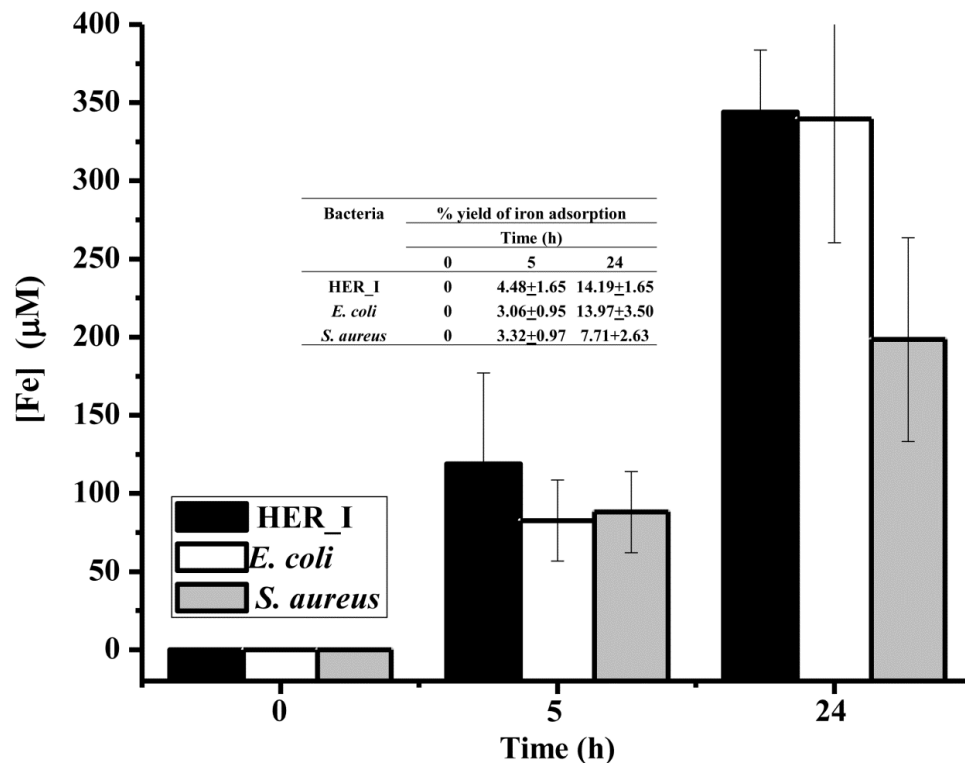 400
350
300
250
200
150
100
50
0
[Fe] (μM)
Bacteria % yield of iron adsorption
Time (h)
0 5 24
HER_I 0 4.48±1.65 14.19±1.65
E. coli 0 3.06±0.95 13.97±3.50
S. aureus 0 3.32±0.97 7.71+2.63
HER_I
E. coli
S. aureus
0 5 24
Time (h)